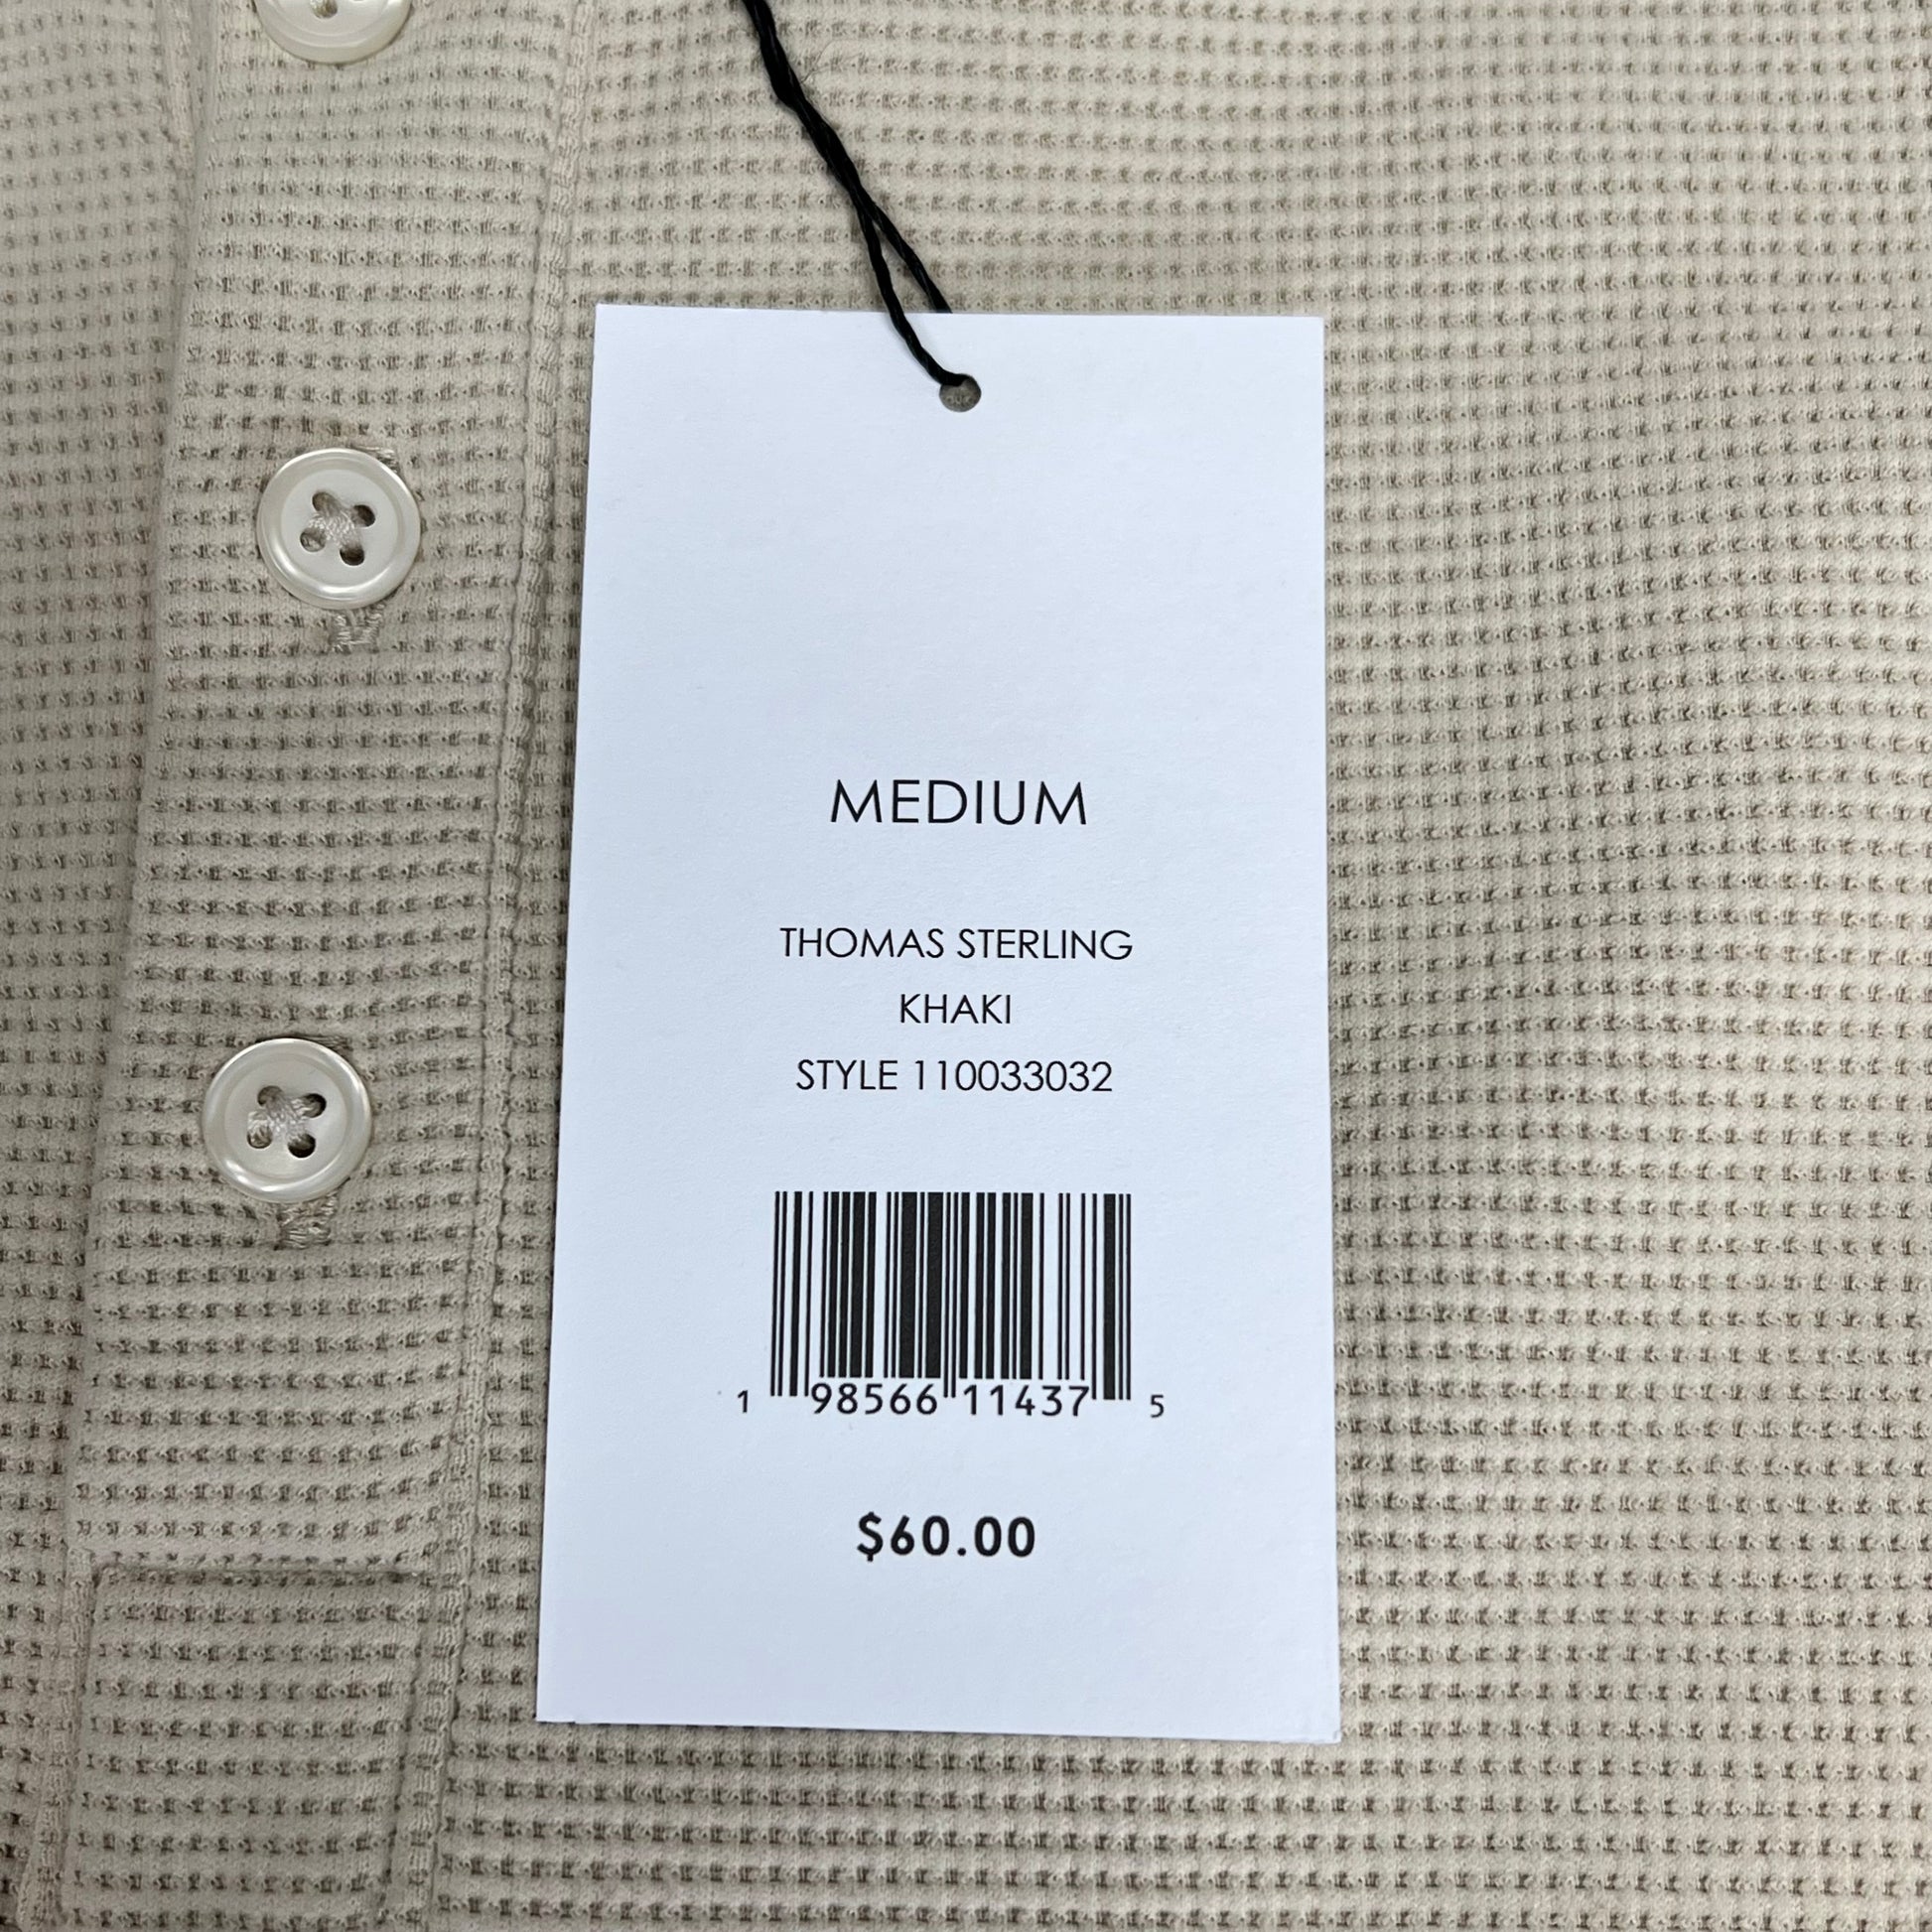 MEDIUM
THOMAS STERLING
KHAKI
STYLE 110033032
1 98566 11437 5
$60.00